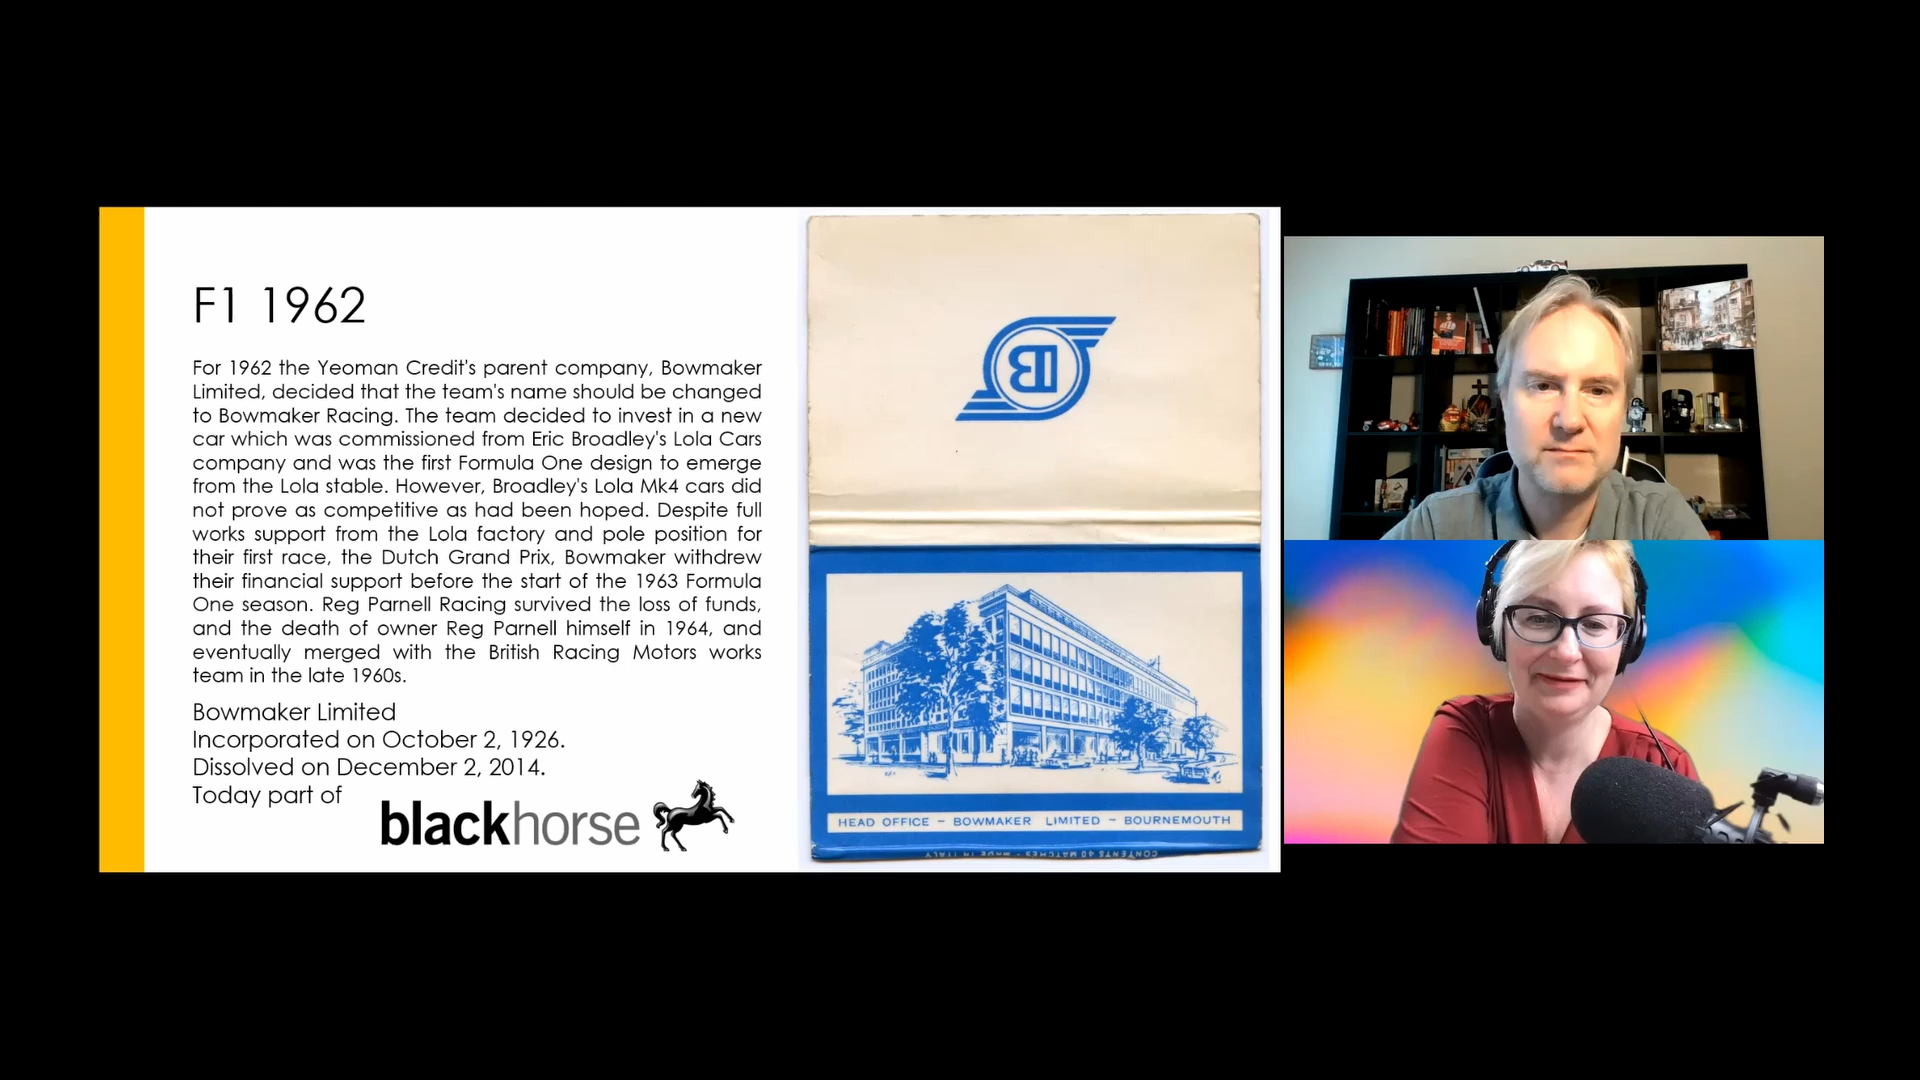 F1 1962
For 1962 the Yeoman Credit's parent company, Bowmaker
Limited, decided that the team's name should be changed
to Bowmaker Racing. The team decided to invest in a new
car which was commissioned from Eric Broadley's Lola Cars
company and was the first Formula One design to emerge
from the Lola stable. However, Broadley's Lola Mk4 cars did
not prove as competitive as had been hoped. Despite full
works support from the Lola factory and pole position for
their first race, the Dutch Grand Prix, Bowmaker withdrew
their financial support before the start of the 1963 Formula
One season. Reg Parnell Racing survived the loss of funds,
and the death of owner Reg Parnell himself in 1964, and
eventually merged with the British Racing Motors works
team in the late 1960s.
Bowmaker Limited
Incorporated on October 2, 1926.
Dissolved on December 2, 2014.
Today part of
blackhorse
HEAD OFFICE - BOWMAKER LIMITED - BOURNEMOUTH
CONTENTS 40 MATCHES - MADE IN ITALY